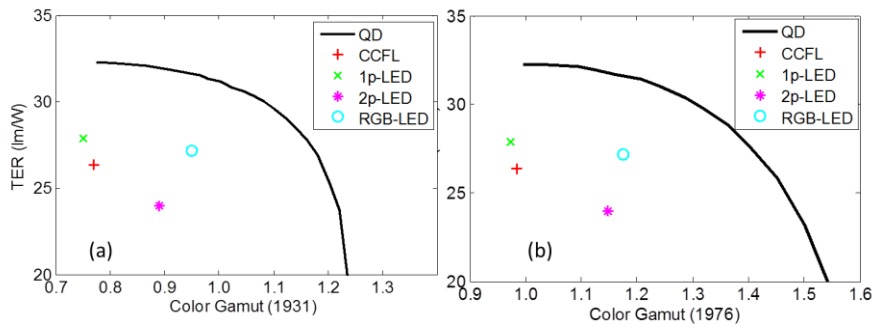 35
30
25
20
TER (lm/W)
0.7 0.8 0.9 1.0 1.1 1.2 1.3
Color Gamut (1931)
(a)
QD
CCFL
1p-LED
2p-LED
RGB-LED
35
30
25
20
0.9 1.0 1.1 1.2 1.3 1.4 1.5 1.6
Color Gamut (1976)
(b)
QD
CCFL
1p-LED
2p-LED
RGB-LED